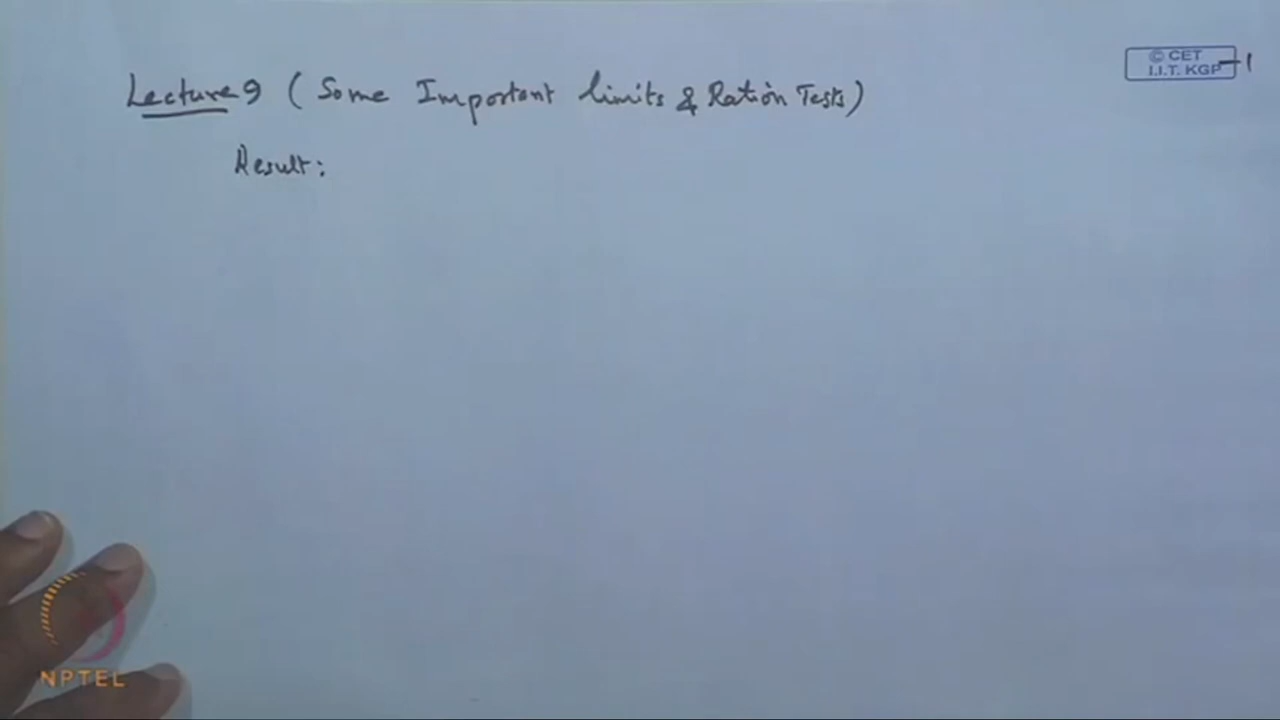 Lecture 9 ( Some Important limits & Ration Tests )
© CET
I.I.T. KGP
1
Result:
NPTEL